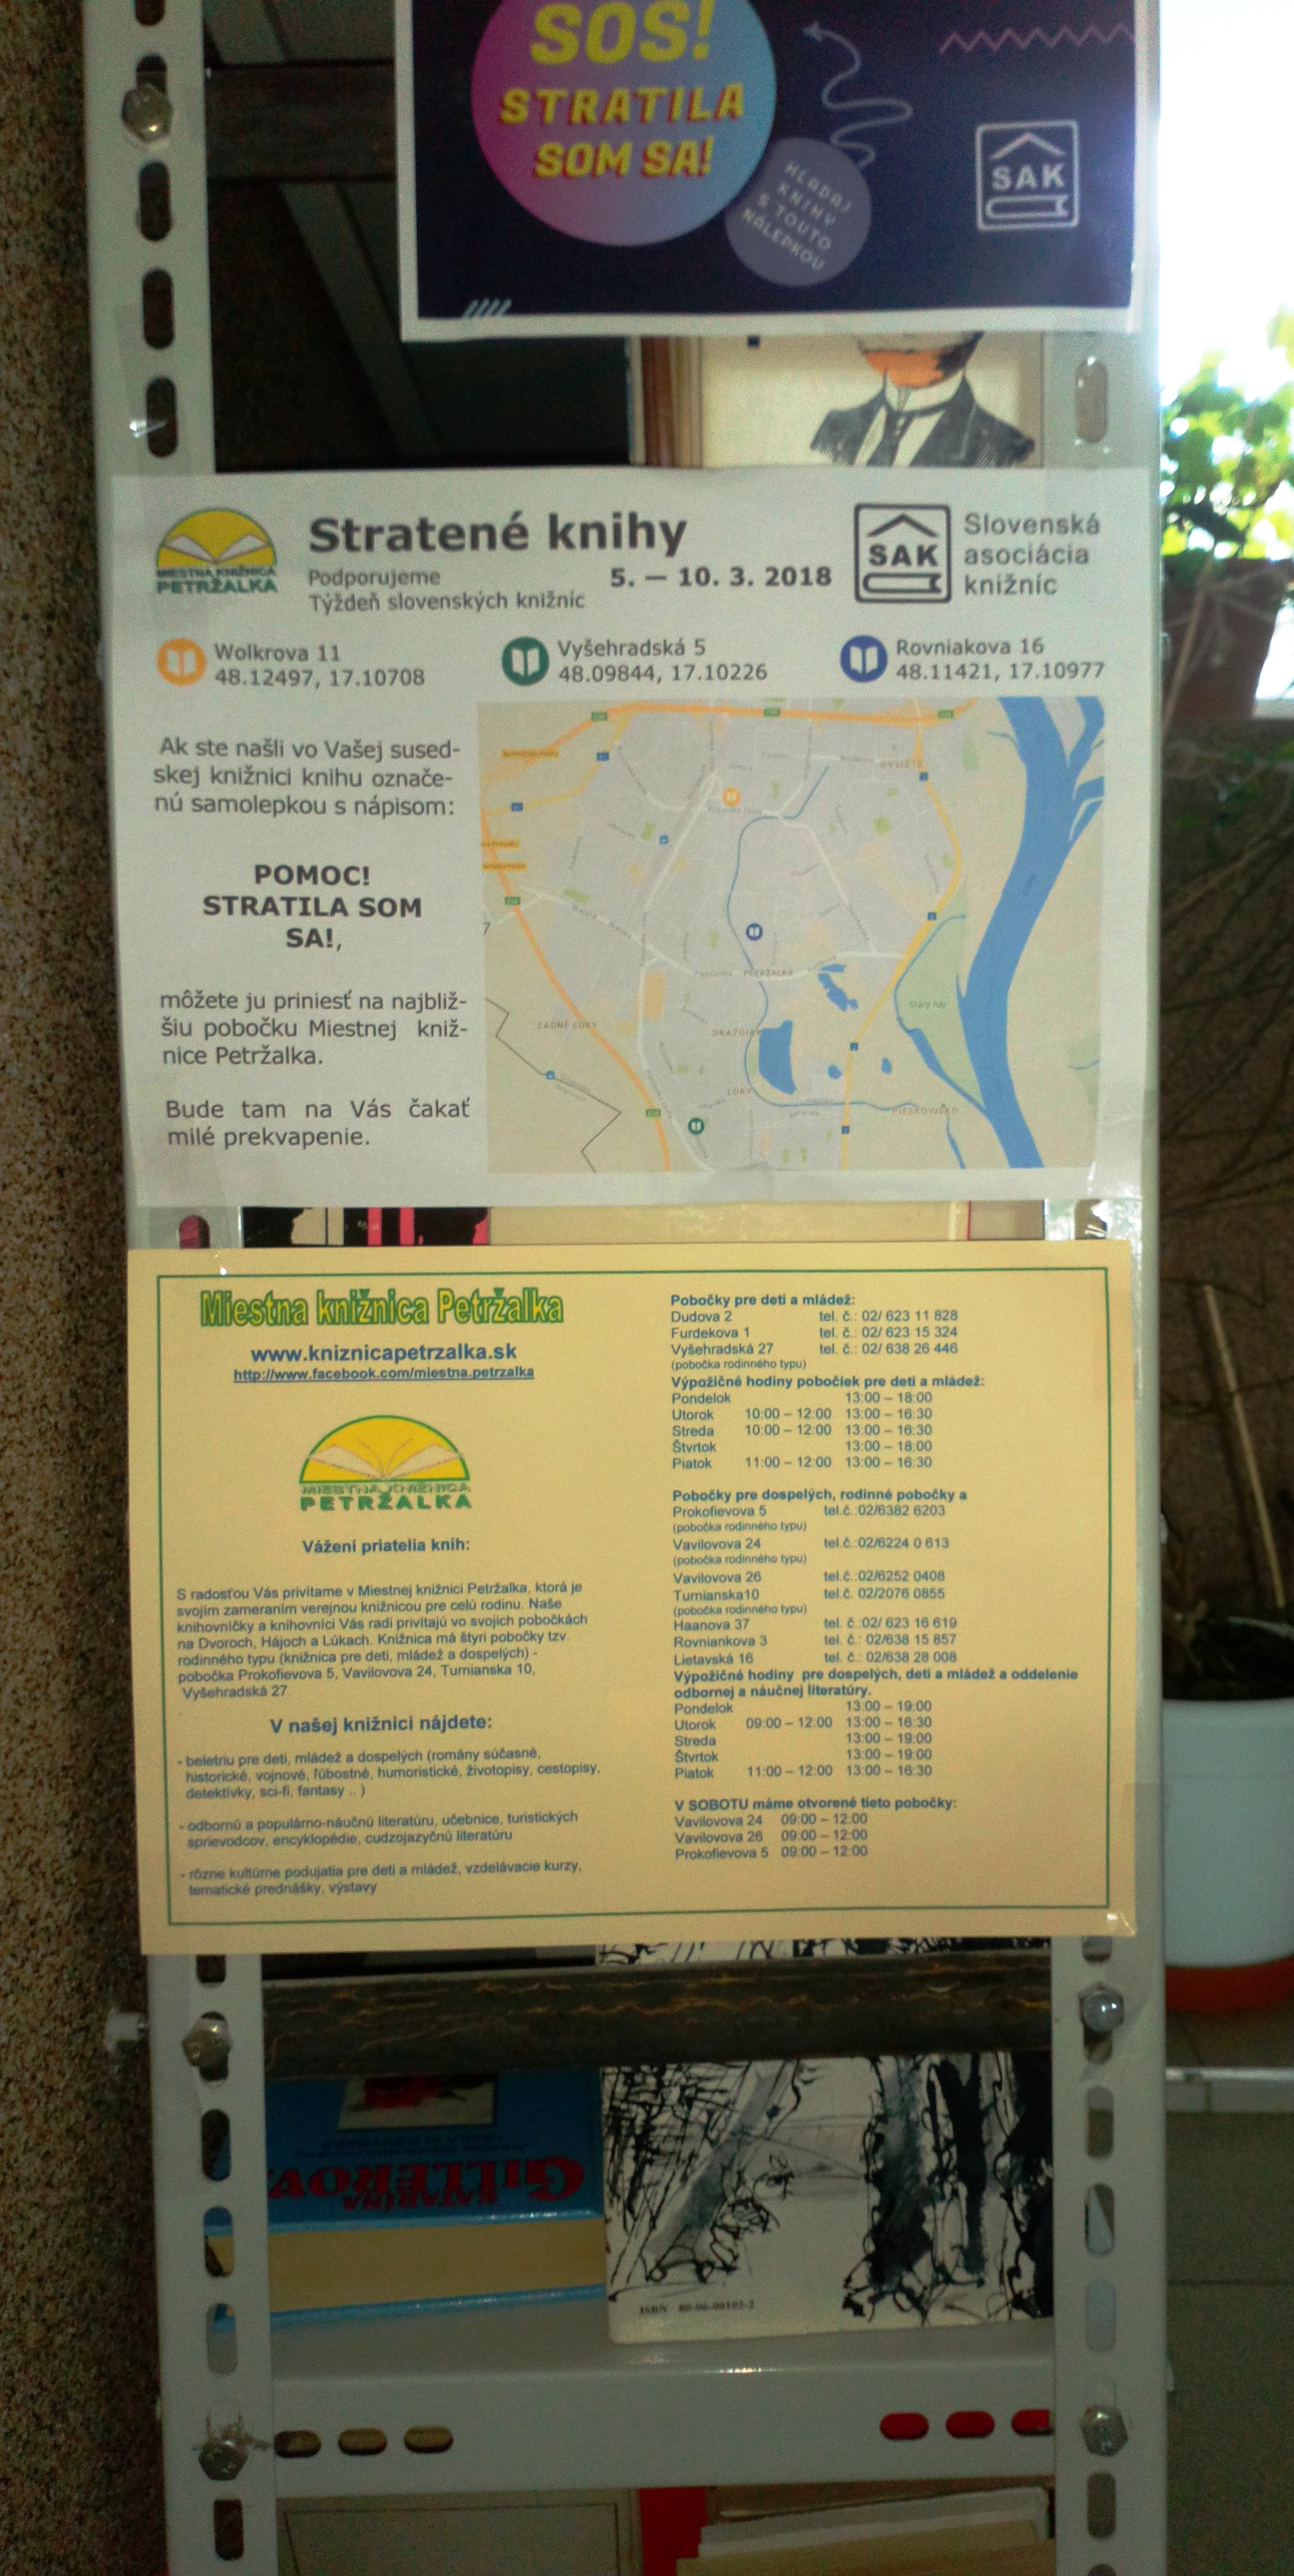 SOS!
STRATILA
SOM SA!
HĽADAJ
KNIHY
S TOUTO
NÁLEPKOU
SAK
MIESTNA KNIŽNICA
PETRŽALKA
Stratené knihy
Podporujeme
Týždeň slovenských knižníc
5. — 10. 3. 2018
SAK
Slovenská
asociácia
knižníc
Wolkrova 11
48.12497, 17.10708
Vyšehradská 5
48.09844, 17.10226
Rovniakova 16
48.11421, 17.10977
Ak ste našli vo Vašej sused-
skej knižnici knihu označe-
nú samolepkou s nápisom:
POMOC!
STRATILA SOM
SA!,
môžete ju priniesť na najbliž-
šiu pobočku Miestnej kniž-
nice Petržalka.
Bude tam na Vás čakať
milé prekvapenie.
OVSIŠTE
PETRŽALKA
Starý háj
ZADNÉ LÚKY
LÚKY
Miestna knižnica Petržalka
www.kniznicapetrzalka.sk
http://www.facebook.com/miestna.petrzalka
MIESTNA KNIŽNICA
PETRŽALKA
Vážení priatelia kníh:
S radosťou Vás privítame v Miestnej knižnici Petržalka, ktorá je
svojím zameraním verejnou knižnicou pre celú rodinu. Naše
knihovníčky a knihovníci Vás radi privítajú vo svojich pobočkách
na Dvoroch, Hájoch a Lúkach. Knižnica má štyri pobočky tzv.
rodinného typu (knižnica pre deti, mládež a dospelých) -
pobočka Prokofievova 5, Vavilovova 24, Turnianska 10,
Vyšehradská 27.
V našej knižnici nájdete:
- beletriu pre deti, mládež a dospelých (romány súčasné,
historické, vojnové, ľúbostné, humoristické, životopisy, cestopisy,
detektívky, sci-fi, fantasy .. )
- odbornú a populárno-náučnú literatúru, učebnice, turistických
sprievodcov, encyklopédie, cudzojazyčnú literatúru
- rôzne kultúrne podujatia pre deti a mládež, vzdelávacie kurzy,
tematické prednášky, výstavy
Pobočky pre deti a mládež:
Dudova 2 tel. č.: 02/ 623 11 828
Furdekova 1 tel. č.: 02/ 623 15 324
Vyšehradská 27 tel. č.: 02/ 638 26 446
(pobočka rodinného typu)
Výpožičné hodiny pobočiek pre deti a mládež:
Pondelok 13:00 – 18:00
Utorok 10:00 – 12:00 13:00 – 16:30
Streda 10:00 – 12:00 13:00 – 16:30
Štvrtok 13:00 – 18:00
Piatok 11:00 – 12:00 13:00 – 16:30
Pobočky pre dospelých, rodinné pobočky a
Prokofievova 5 tel.č.:02/6382 6203
(pobočka rodinného typu)
Vavilovova 24 tel.č.:02/6224 0 613
(pobočka rodinného typu)
Vavilovova 26 tel.č.:02/6252 0408
Turnianska10 tel.č. 02/2076 0855
(pobočka rodinného typu)
Haanova 37 tel. č.:02/ 623 16 619
Rovniankova 3 tel. č.: 02/638 15 857
Lietavská 16 tel. č.: 02/638 28 008
Výpožičné hodiny pre dospelých, deti a mládež a oddelenie
odbornej a náučnej literatúry.
Pondelok 13:00 – 19:00
Utorok 09:00 – 12:00 13:00 – 16:30
Streda 13:00 – 19:00
Štvrtok 13:00 – 19:00
Piatok 11:00 – 12:00 13:00 – 16:30
V SOBOTU máme otvorené tieto pobočky:
Vavilovova 24 09:00 – 12:00
Vavilovova 26 09:00 – 12:00
Prokofievova 5 09:00 – 12:00
KATARÍNA
GILLEROV
ISBN 80-06-00102-2